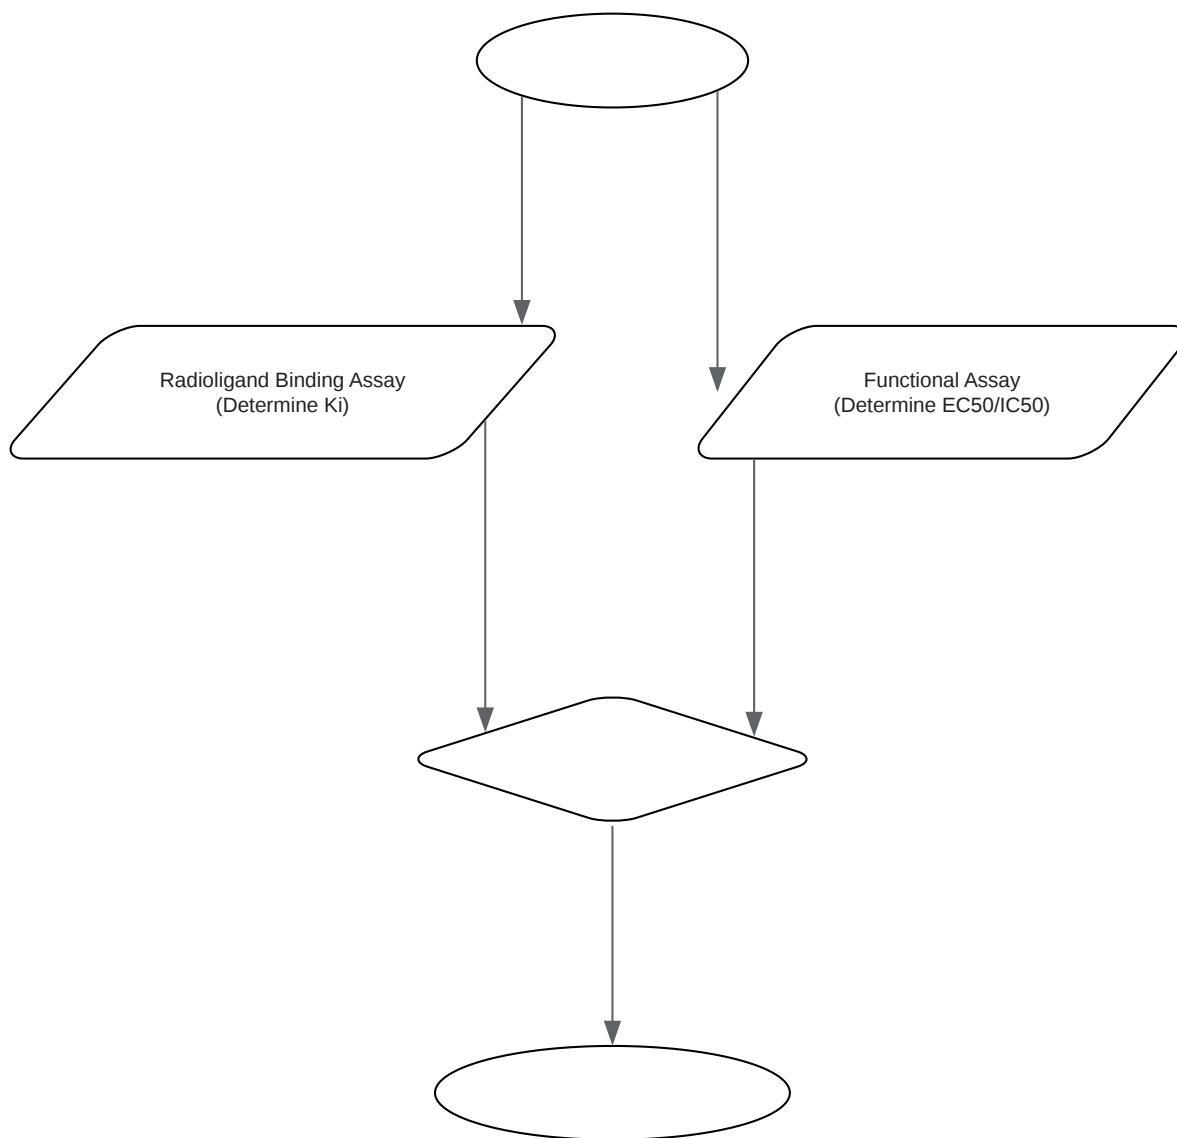 Radioligand Binding Assay
(Determine Ki)
Functional Assay
(Determine EC50/IC50)